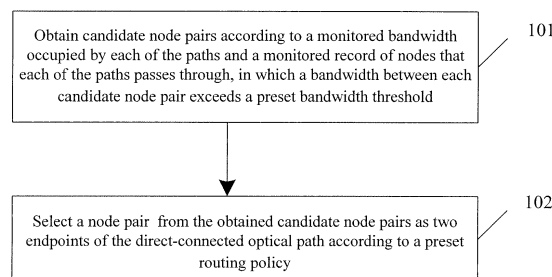 Obtain candidate node pairs according to a monitored bandwidth
occupied by each of the paths and a monitored record of nodes that
each of the paths passes through, in which a bandwidth between each
candidate node pair exceeds a preset bandwidth threshold
101
Select a node pair from the obtained candidate node pairs as two
endpoints of the direct-connected optical path according to a preset
routing policy
102